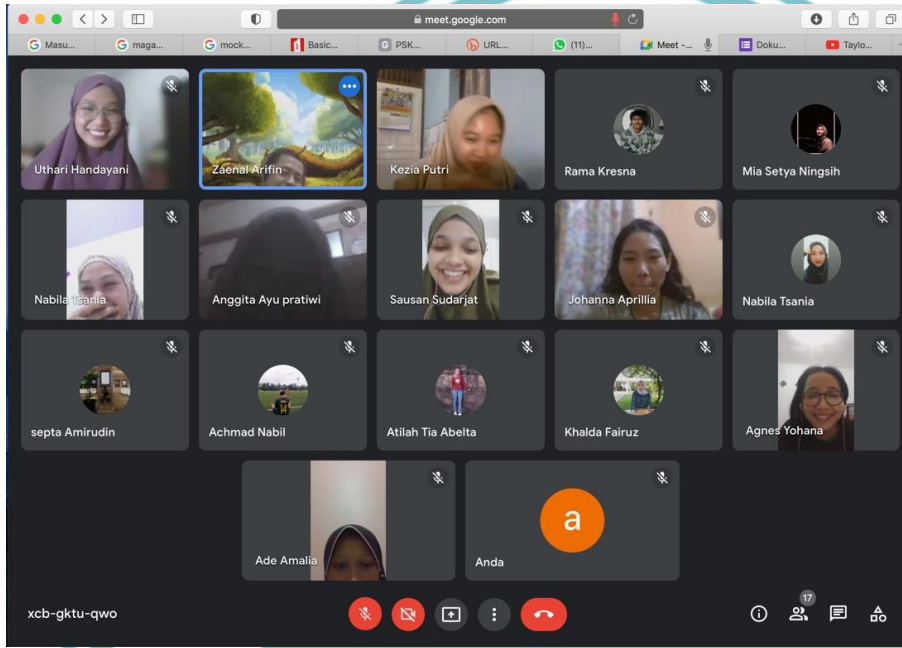 meet.google.com
Masu... maga... mock... Basic... PSK... URL... (11)... Meet -... Doku... Taylo...
Uthari Handayani Zaenal Arifin Kezia Putri Rama Kresna Mia Setya Ningsih
Nabila Tsania Anggita Ayu pratiwi Sausan Sudarjat Johanna Aprillia Nabila Tsania
septa Amirudin Achmad Nabil Atilah Tia Abelta Khalda Fairuz Agnes Yohana
Ade Amalia a Anda
xcb-gktu-qwo 17